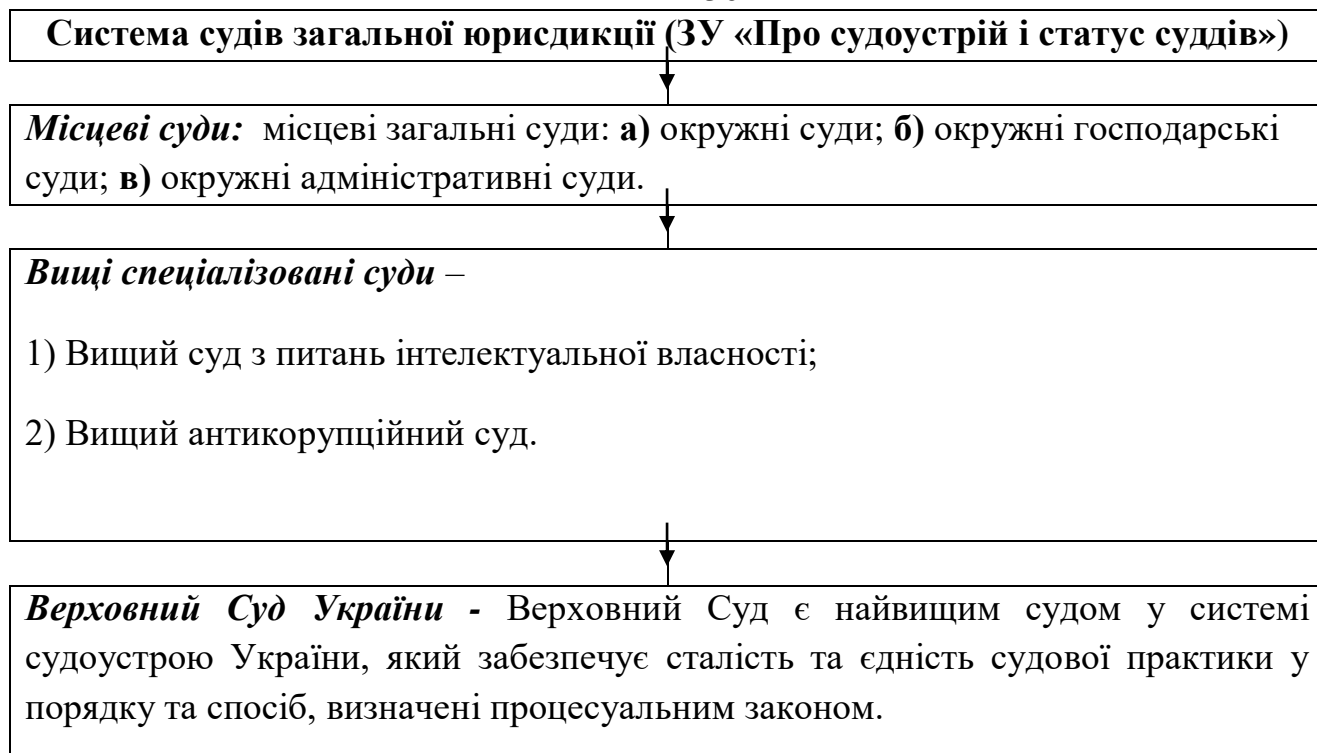 Система судів загальної юрисдикції (ЗУ «Про судоустрій і статус суддів»)
Місцеві суди: місцеві загальні суди: а) окружні суди; б) окружні господарські
суди; в) окружні адміністративні суди.
Вищі спеціалізовані суди –
1) Вищий суд з питань інтелектуальної власності;
2) Вищий антикорупційний суд.
Верховний Суд України - Верховний Суд є найвищим судом у системі
судоустрою України, який забезпечує сталість та єдність судової практики у
порядку та спосіб, визначені процесуальним законом.